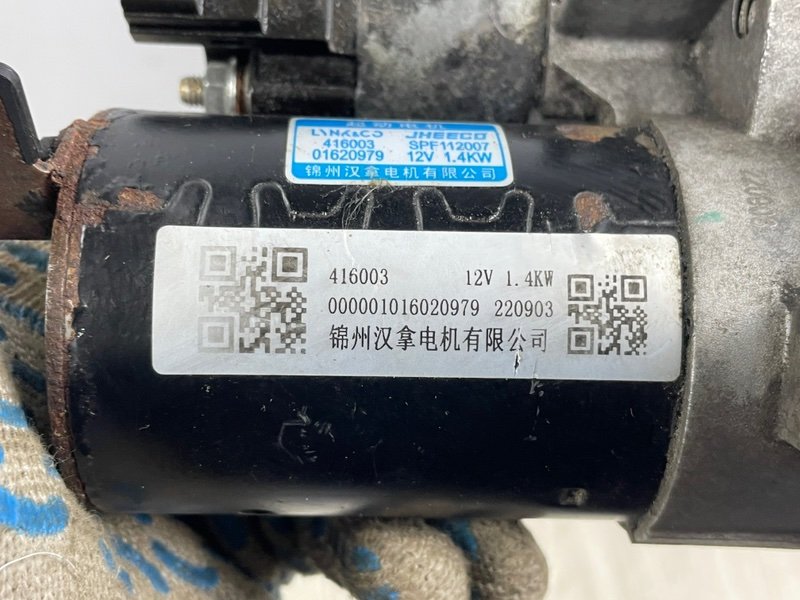 LYNK&CO JHEECO
416003 SPF112007
01620979 12V 1.4KW
锦州汉拿电机有限公司
416003 12V 1.4KW
000001016020979 220903
锦州汉拿电机有限公司